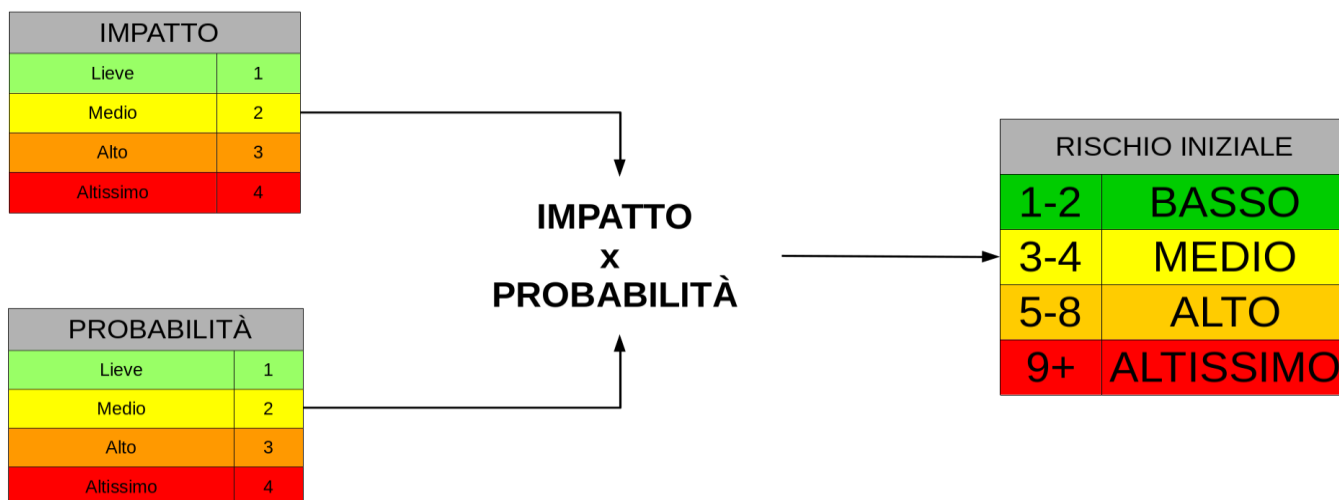 IMPATTO
Lieve 1
Medio 2
Alto 3
Altissimo 4
PROBABILITÀ
Lieve 1
Medio 2
Alto 3
Altissimo 4
IMPATTO
x
PROBABILITÀ
RISCHIO INIZIALE
1-2 BASSO
3-4 MEDIO
5-8 ALTO
9+ ALTISSIMO